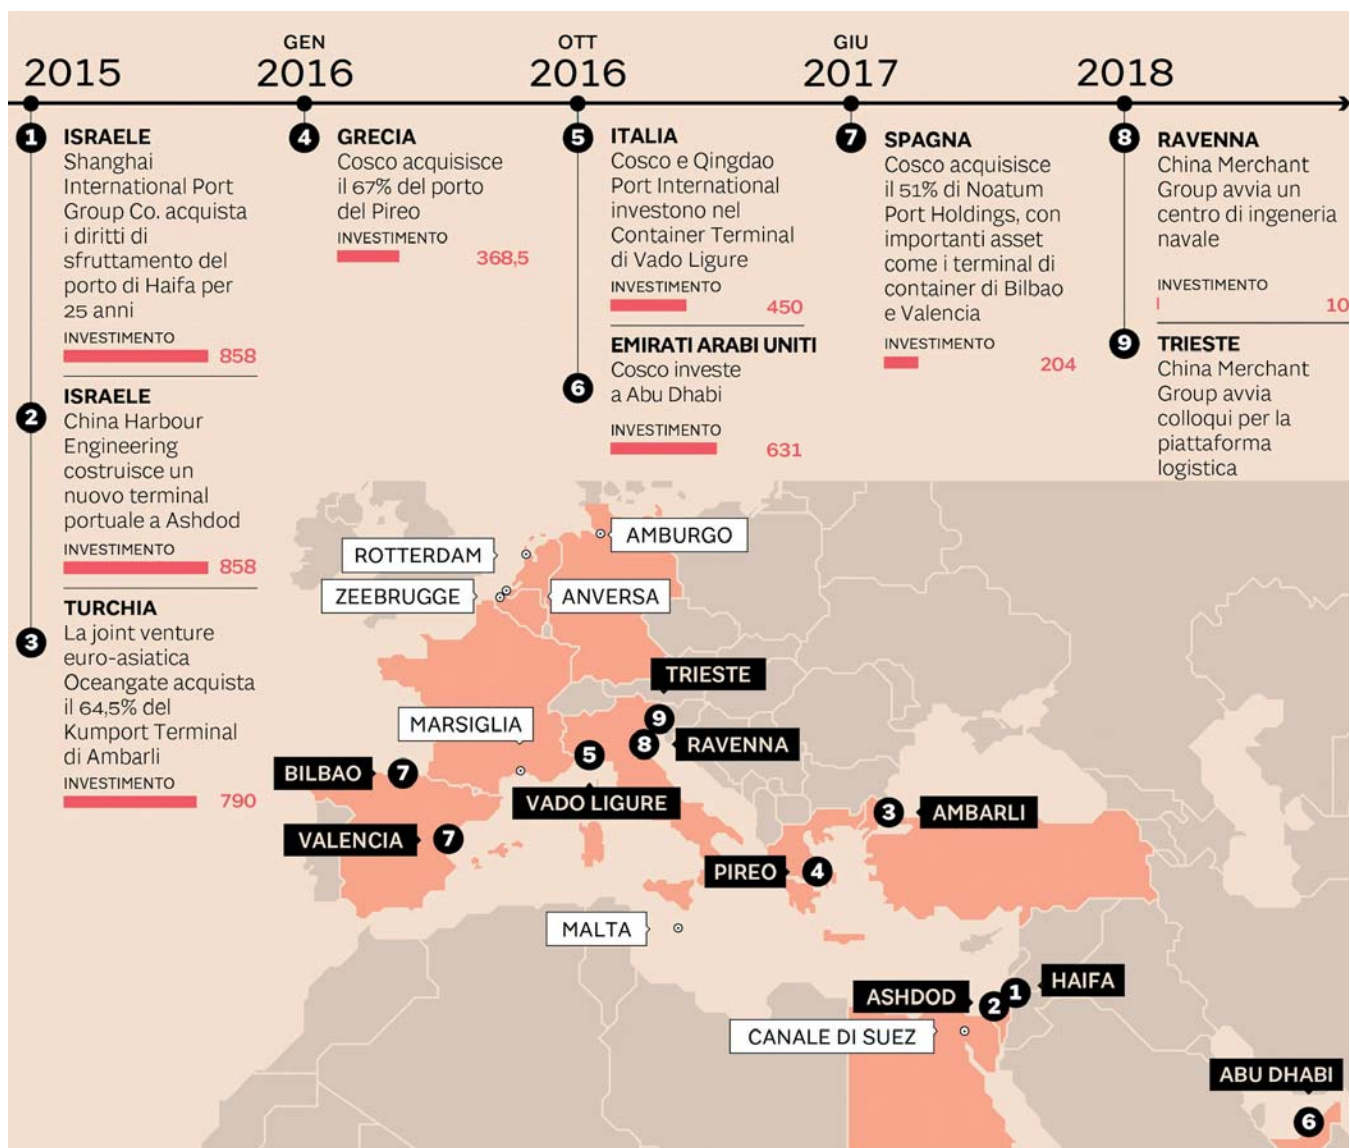 GEN
OTT
GIU
2015
2016
2016
2017
2018
1
ISRAELE
Shanghai
International Port
Group Co. acquista
i diritti di
sfruttamento del
porto di Haifa per
25 anni
INVESTIMENTO
858
2
ISRAELE
China Harbour
Engineering
costruisce un
nuovo terminal
portuale a Ashdod
INVESTIMENTO
858
3
TURCHIA
La joint venture
euro-asiatica
Oceangate acquista
il 64,5% del
Kumport Terminal
di Ambarli
INVESTIMENTO
790
4
GRECIA
Cosco acquisisce
il 67% del porto
del Pireo
INVESTIMENTO
368,5
5
ITALIA
Cosco e Qingdao
Port International
investono nel
Container Terminal
di Vado Ligure
INVESTIMENTO
450
6
EMIRATI ARABI UNITI
Cosco investe
a Abu Dhabi
INVESTIMENTO
631
7
SPAGNA
Cosco acquisisce
il 51% di Noatum
Port Holdings, con
importanti asset
come i terminal di
container di Bilbao
e Valencia
INVESTIMENTO
204
8
RAVENNA
China Merchant
Group avvia un
centro di ingeneria
navale
INVESTIMENTO
10
9
TRIESTE
China Merchant
Group avvia
colloqui per la
piattaforma
logistica
AMBURGO
ROTTERDAM
ZEEBRUGGE
ANVERSA
TRIESTE
9
MARSIGLIA
8
RAVENNA
5
BILBAO
7
VADO LIGURE
3
AMBARLI
VALENCIA
7
PIREO
4
MALTA
HAIFA
1
ASHDOD
2
CANALE DI SUEZ
ABU DHABI
6